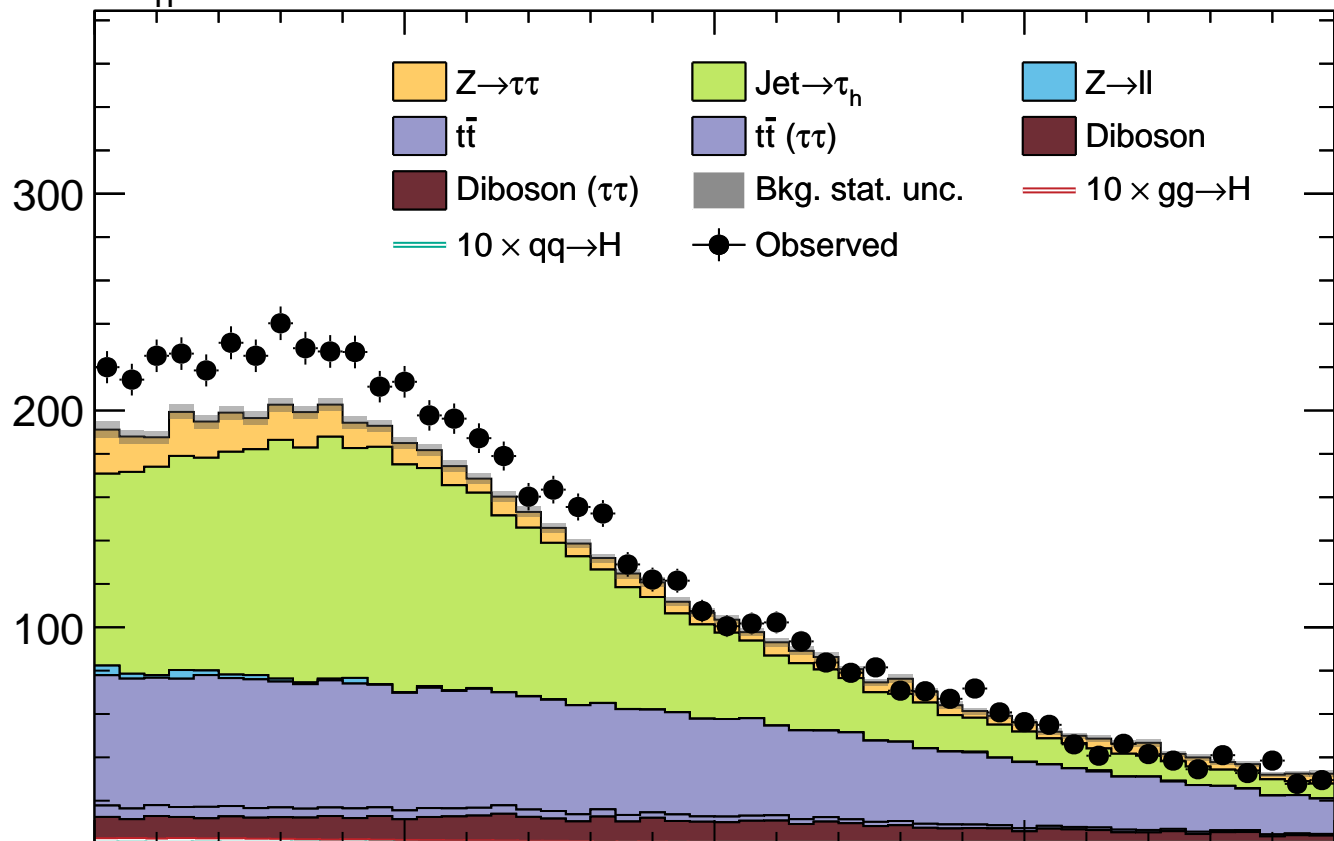 Z→ττ Jet→τ_h Z→ll
tt̄ tt̄ (ττ) Diboson
Diboson (ττ) Bkg. stat. unc. 10 × gg→H
10 × qq→H Observed
300
200
100